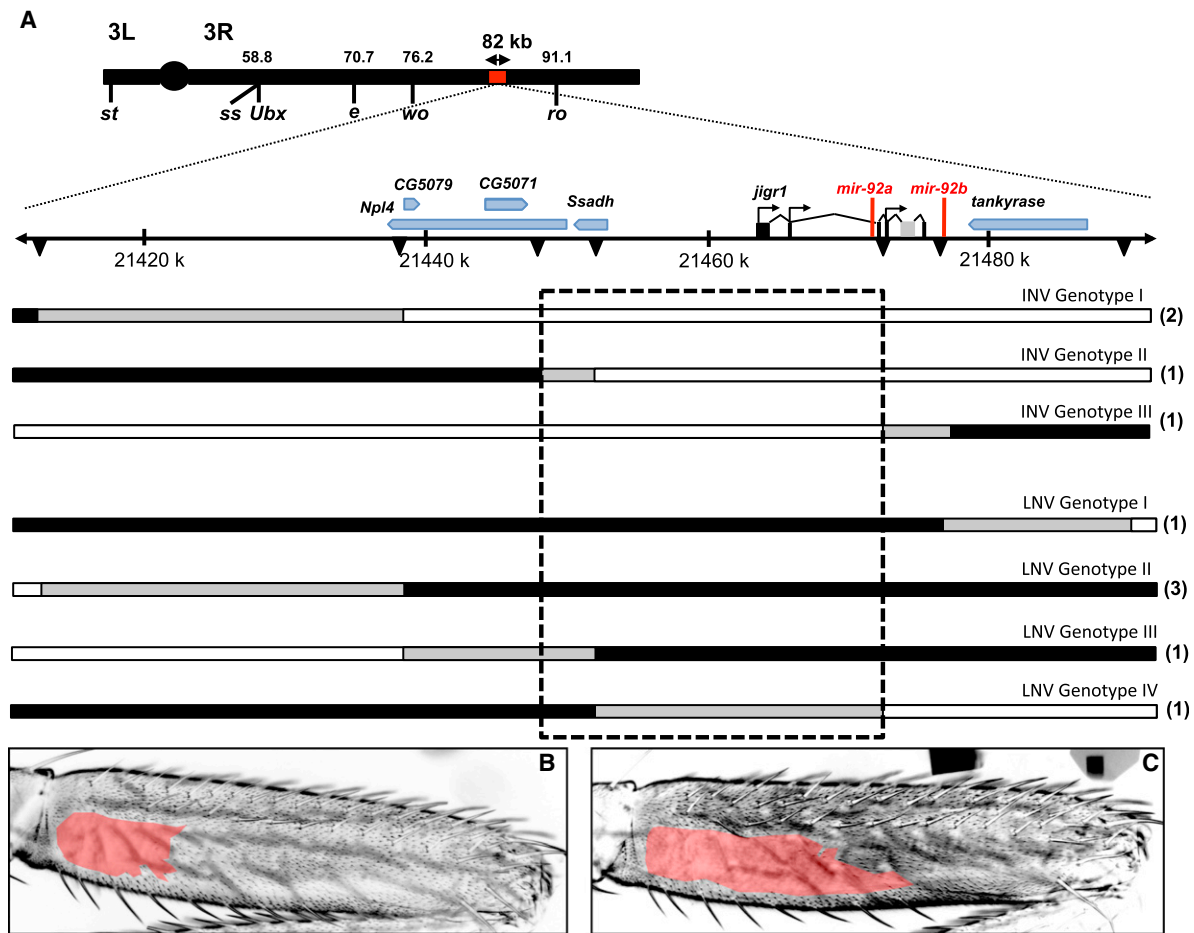 A
3L 3R 82 kb
58.8 70.7 76.2 91.1
st ss Ubx e wo ro
CG5079 CG5071 jigr1 mir-92a mir-92b
Npl4 Ssadh tankyrase
21420 k 21440 k 21460 k 21480 k
INV Genotype I
(2)
INV Genotype II
(1)
INV Genotype III
(1)
LNV Genotype I
(1)
LNV Genotype II
(3)
LNV Genotype III
(1)
LNV Genotype IV
(1)
B C